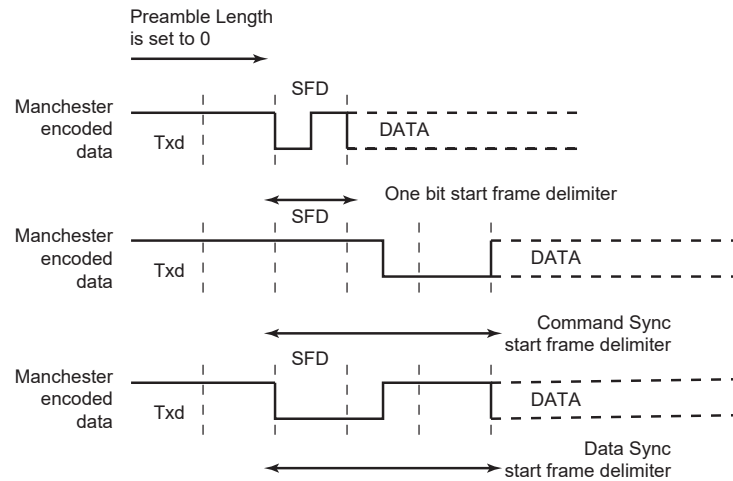 Preamble Length
is set to 0
SFD
Manchester
encoded
data
Txd
DATA
One bit start frame delimiter
SFD
Manchester
encoded
data
Txd
DATA
Command Sync
start frame delimiter
SFD
Manchester
encoded
data
Txd
DATA
Data Sync
start frame delimiter